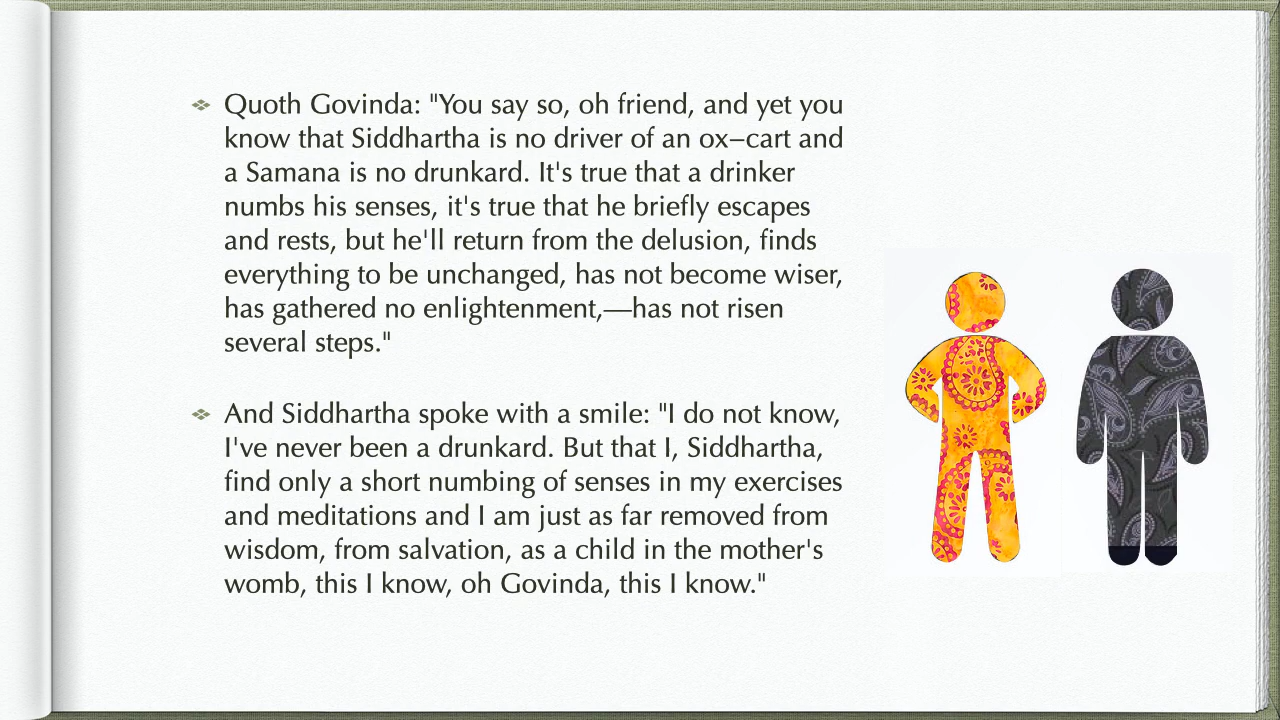 Quoth Govinda: "You say so, oh friend, and yet you
know that Siddhartha is no driver of an ox–cart and
a Samana is no drunkard. It's true that a drinker
numbs his senses, it's true that he briefly escapes
and rests, but he'll return from the delusion, finds
everything to be unchanged, has not become wiser,
has gathered no enlightenment,—has not risen
several steps."
And Siddhartha spoke with a smile: "I do not know,
I've never been a drunkard. But that I, Siddhartha,
find only a short numbing of senses in my exercises
and meditations and I am just as far removed from
wisdom, from salvation, as a child in the mother's
womb, this I know, oh Govinda, this I know."